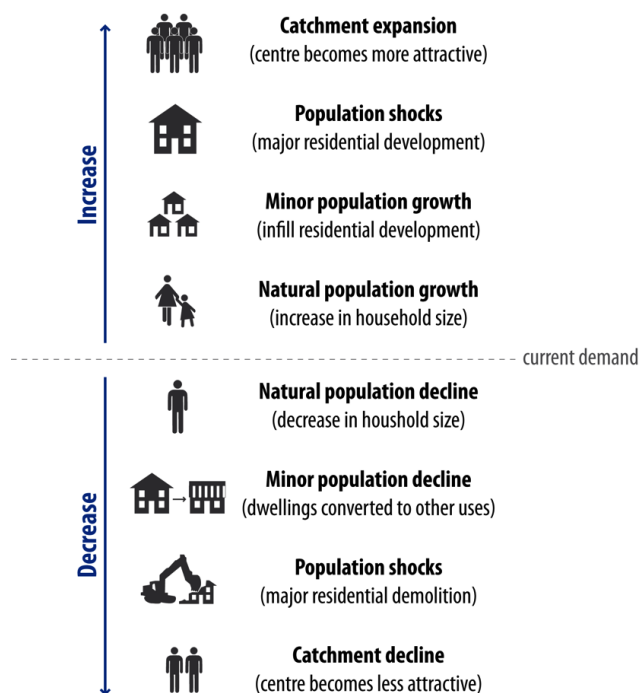 Catchment expansion
(centre becomes more attractive)
Population shocks
(major residential development)
Increase
Minor population growth
(infill residential development)
Natural population growth
(increase in household size)
current demand
Natural population decline
(decrease in houshold size)
Minor population decline
(dwellings converted to other uses)
Decrease
Population shocks
(major residential demolition)
Catchment decline
(centre becomes less attractive)